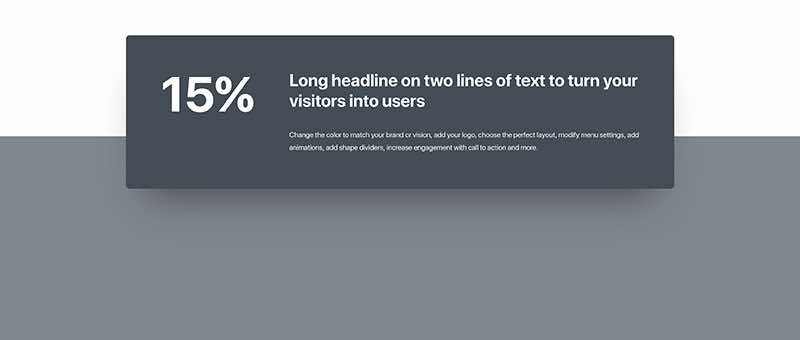 15%
Long headline on two lines of text to turn your
visitors into users
Change the color to match your brand or vision, add your logo, choose the perfect layout, modify menu settings, add
animations, add shape dividers, increase engagement with call to action and more.